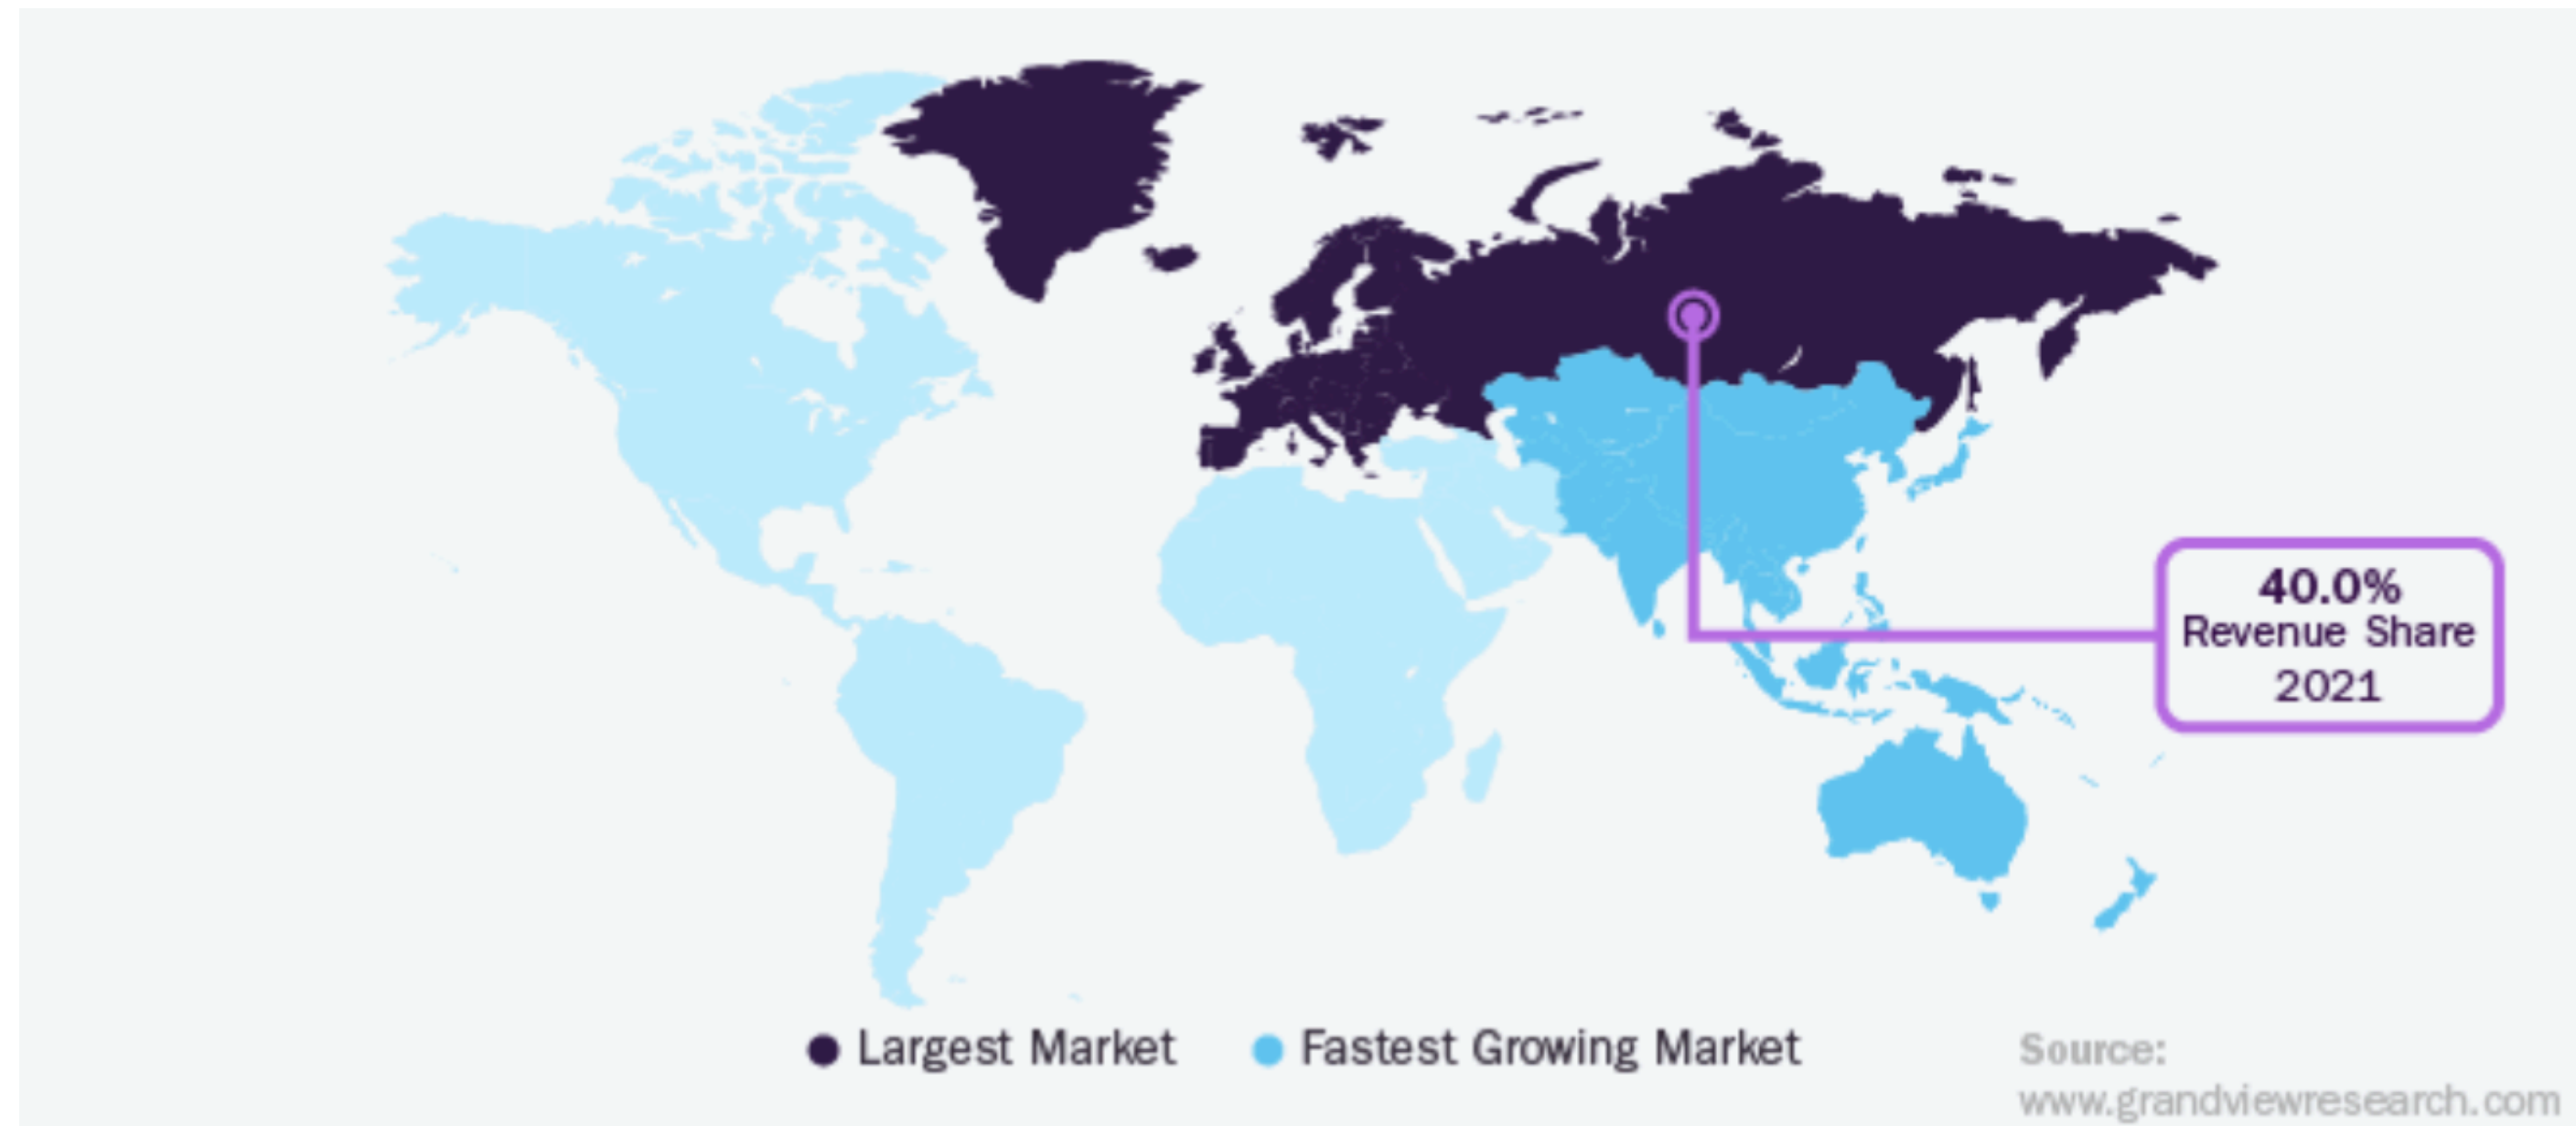 40.0%
Revenue Share
2021
Largest Market
Fastest Growing Market
Source:
www.grandviewresearch.com